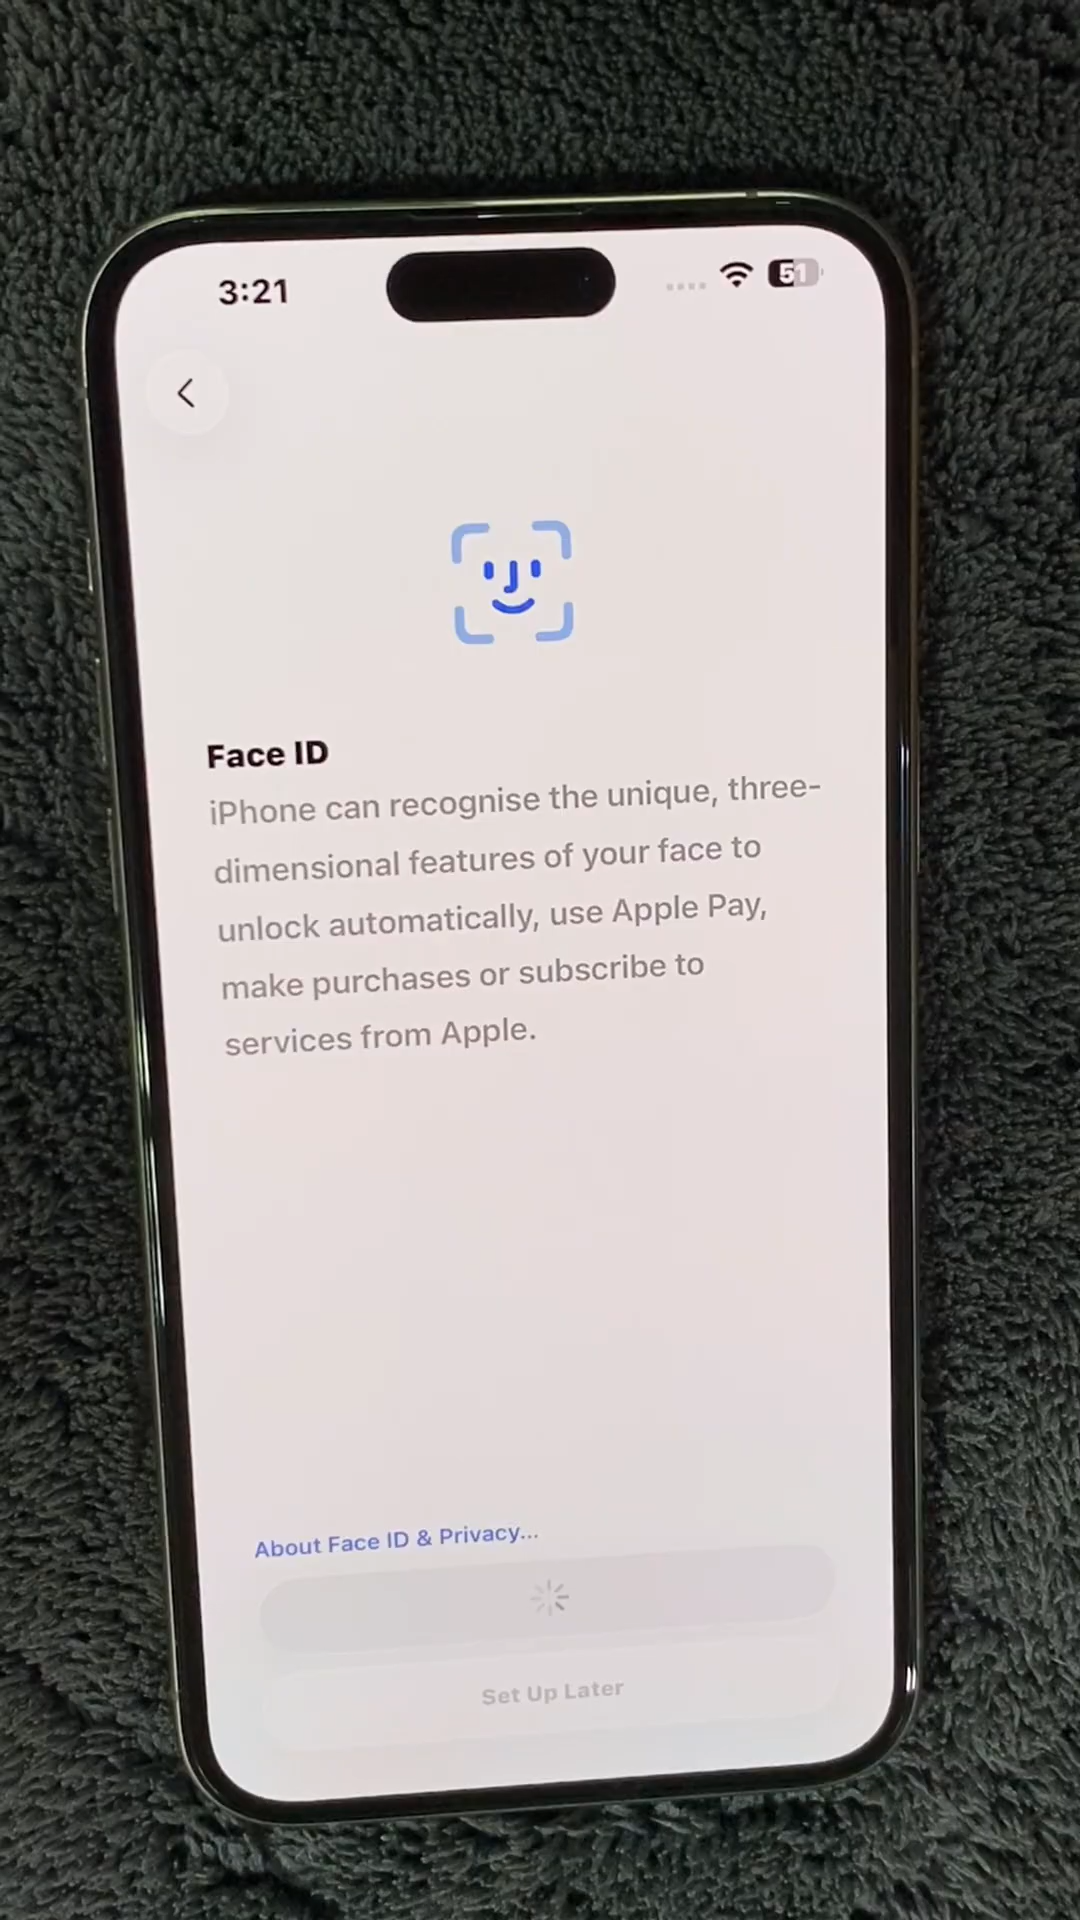 3:21
51
Face ID
iPhone can recognise the unique, three-
dimensional features of your face to
unlock automatically, use Apple Pay,
make purchases or subscribe to
services from Apple.
About Face ID & Privacy...
Set Up Later